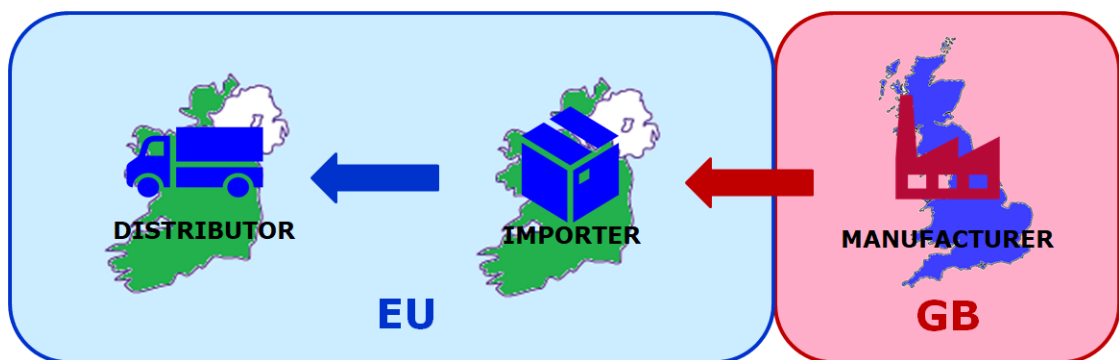 DISTRIBUTOR
IMPORTER
MANUFACTURER
EU
GB